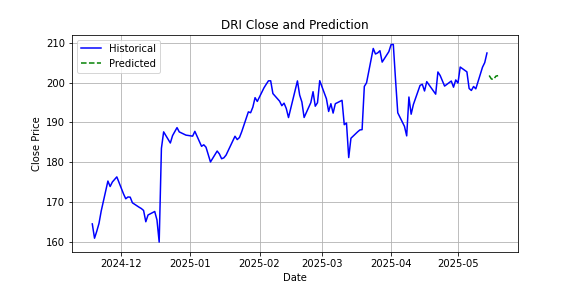 DRI Close and Prediction
Historical
Predicted
Close Price
210
200
190
180
170
160
2024-12
2025-01
2025-02
2025-03
2025-04
2025-05
Date